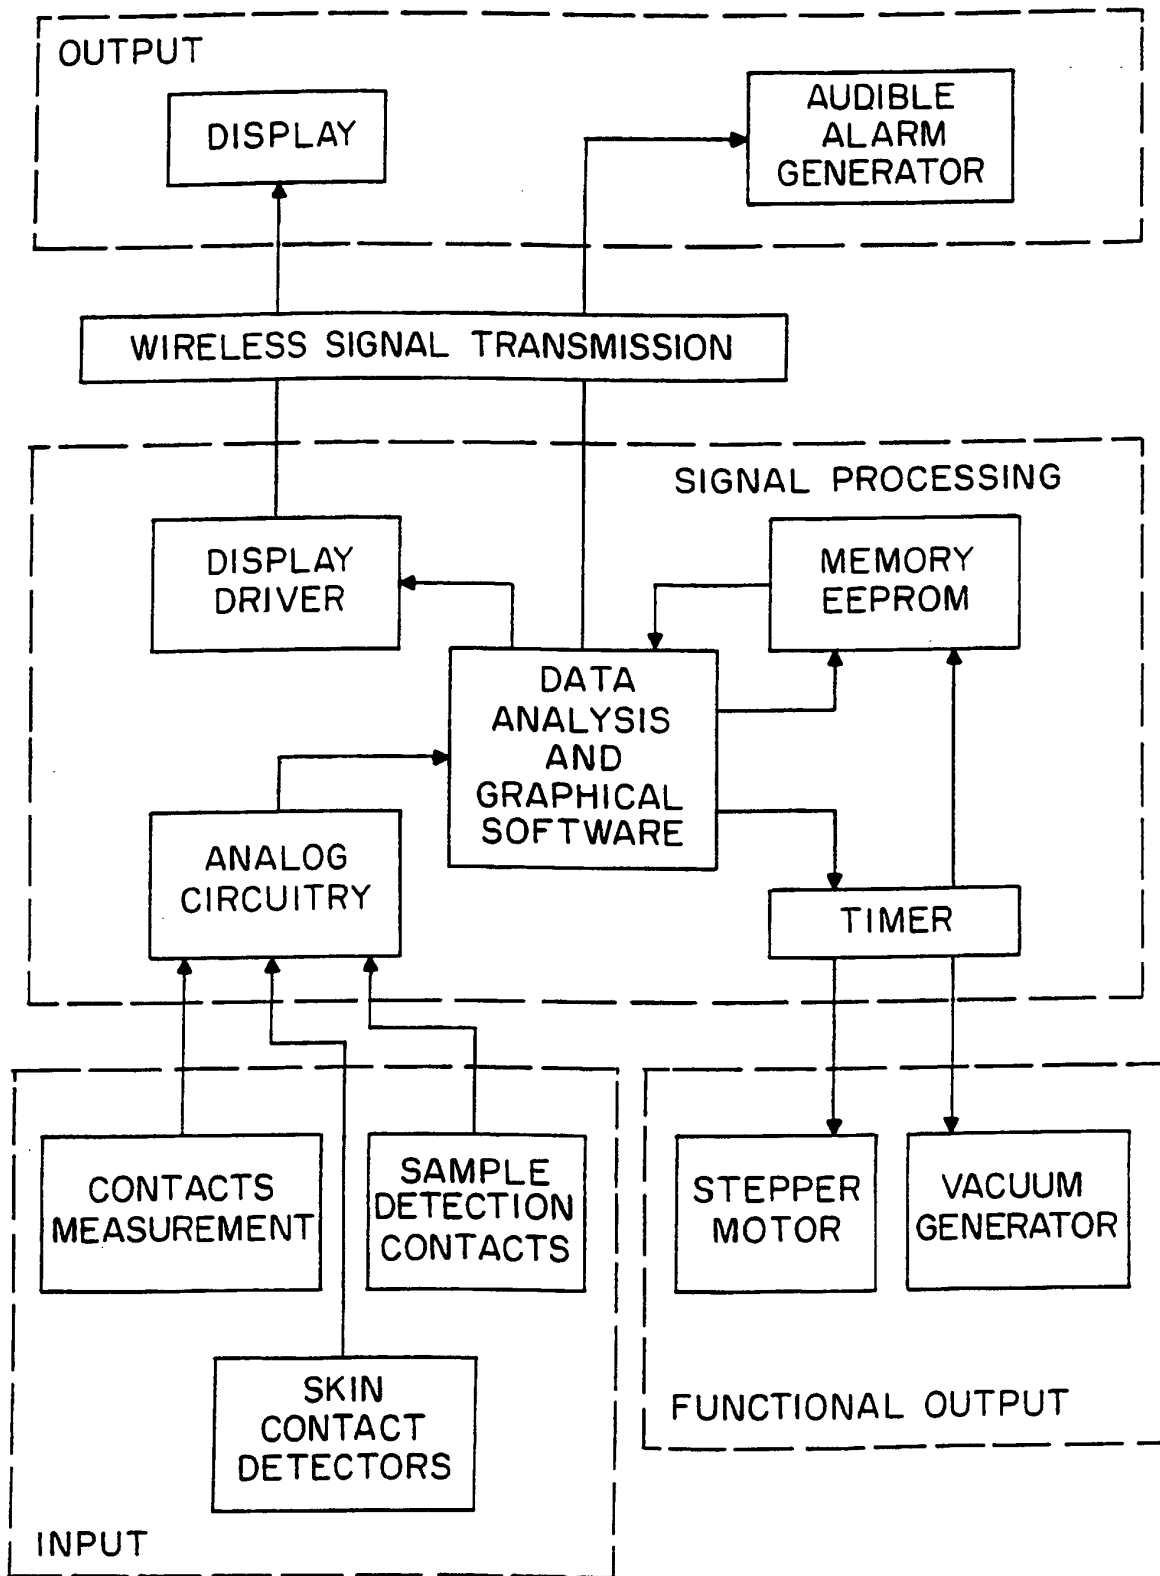 OUTPUT
DISPLAY
AUDIBLE
ALARM
GENERATOR
WIRELESS SIGNAL TRANSMISSION
SIGNAL PROCESSING
DISPLAY
DRIVER
MEMORY
EEPROM
DATA
ANALYSIS
AND
GRAPHICAL
SOFTWARE
ANALOG
CIRCUITRY
TIMER
CONTACTS
MEASUREMENT
SAMPLE
DETECTION
CONTACTS
SKIN
CONTACT
DETECTORS
INPUT
STEPPER
MOTOR
VACUUM
GENERATOR
FUNCTIONAL OUTPUT